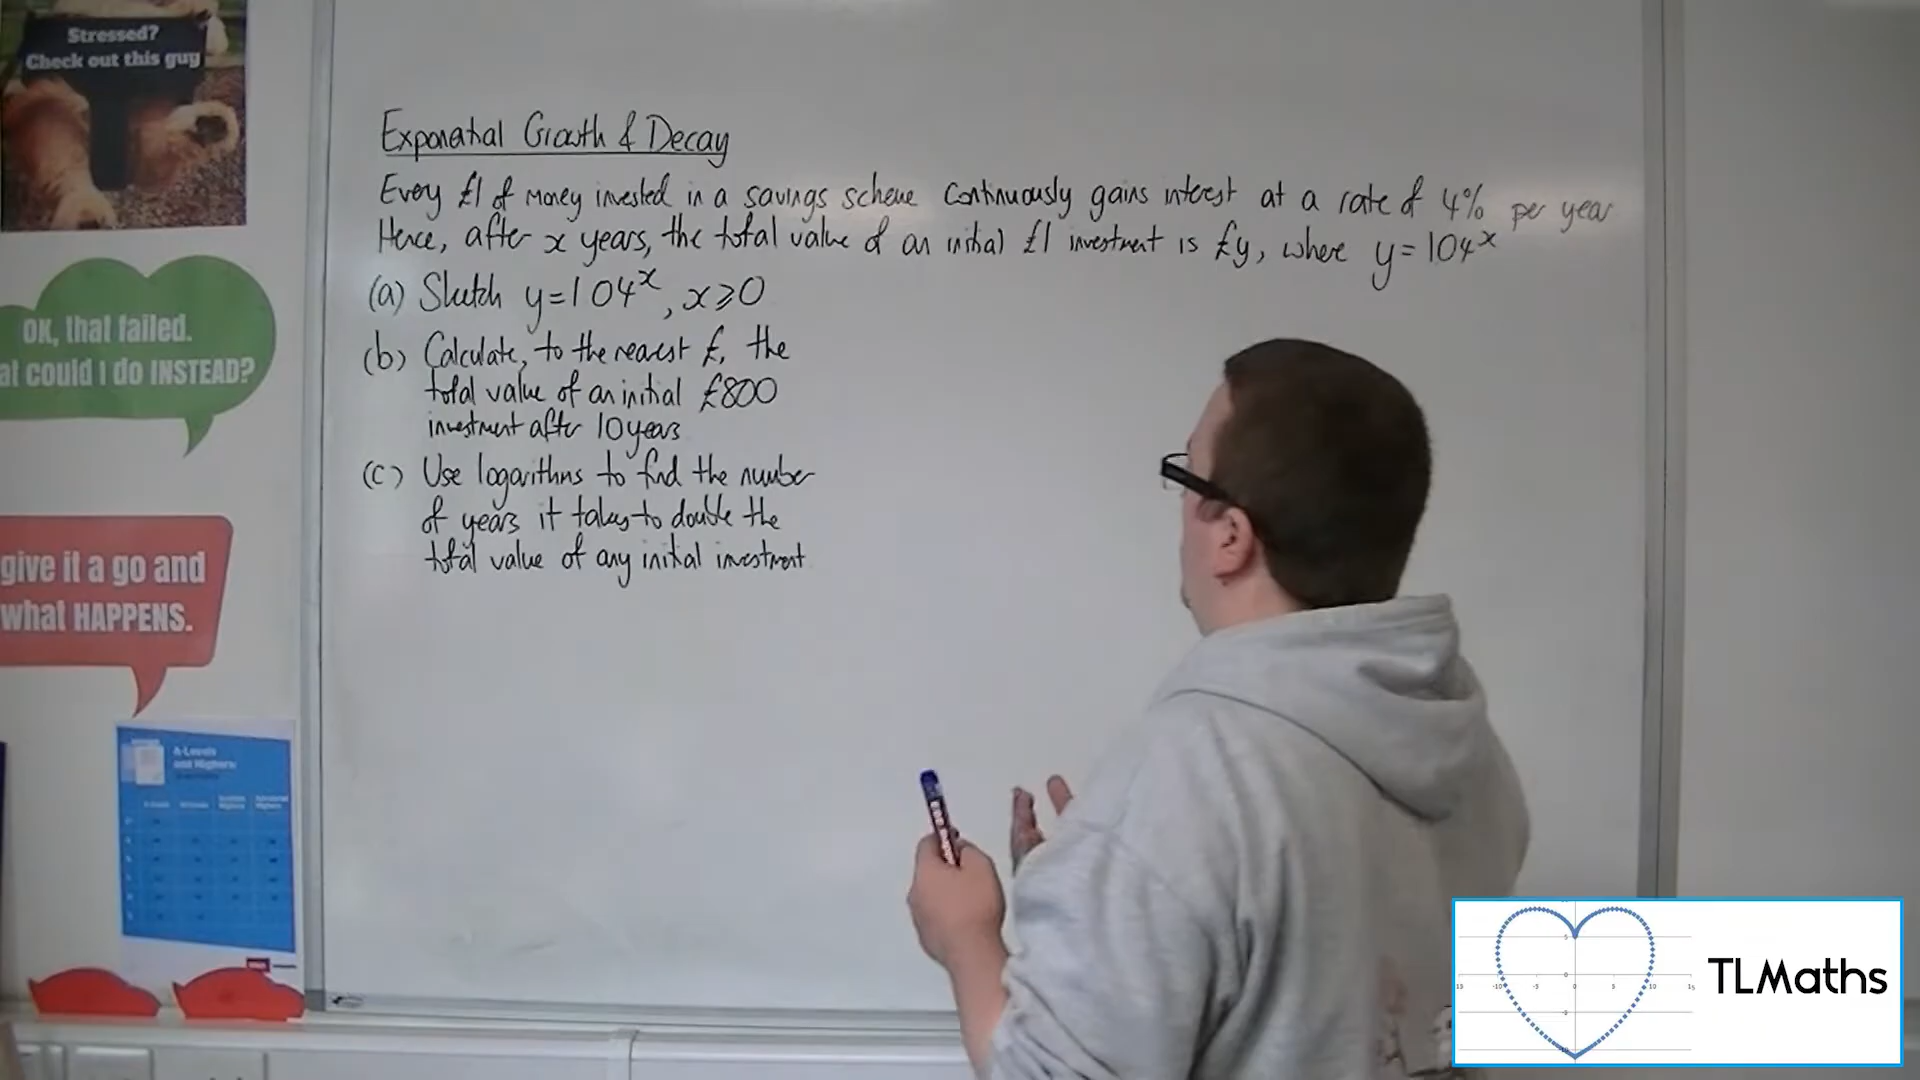 Stressed?
Check out this guy
Exponential Growth & Decay
Every £1 of money invested in a savings scheme continuously gains interest at a rate of 4% per year
Hence, after x years, the total value of an initial £1 investment is £y, where y=1.04^x
(a) Sketch y=1.04^x, x⩾0
(b) Calculate, to the nearest £, the
total value of an initial £800
investment after 10 years
(c) Use logarithms to find the number
of years it takes to double the
total value of any initial investment
OK, that failed.
at could I do INSTEAD?
give it a go and
what HAPPENS.
A-Levels
and Highers
TLMaths